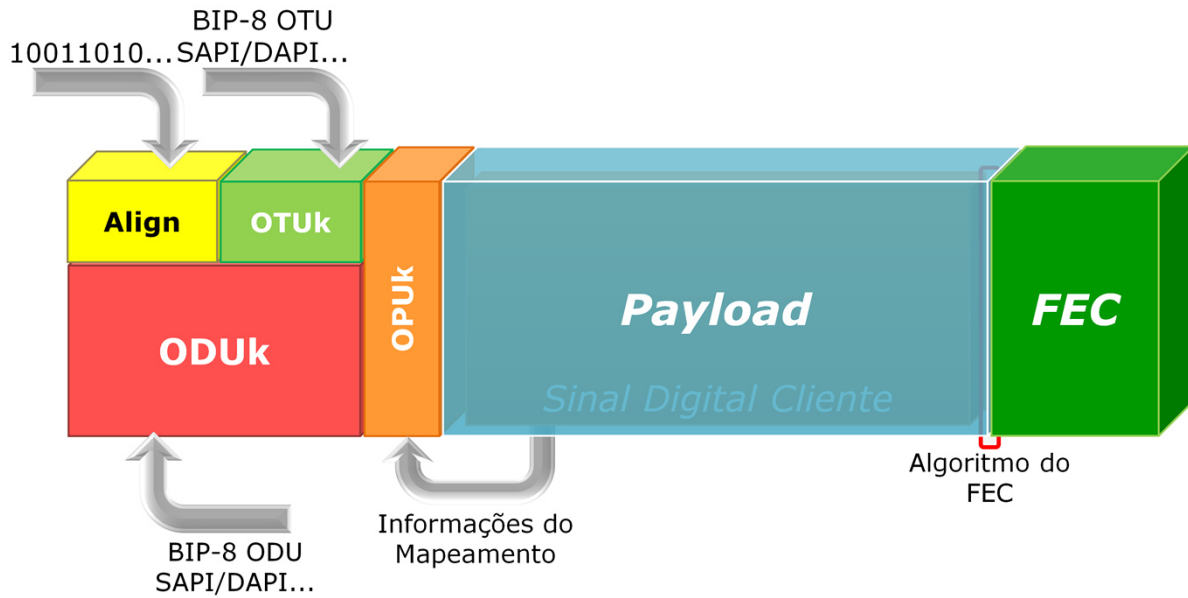 BIP-8 OTU
10011010... SAPI/DAPI...
Align
OTUk
OPUk
Payload
FEC
ODUk
Sinal Digital Cliente
Algoritmo do
FEC
Informações do
Mapeamento
BIP-8 ODU
SAPI/DAPI...